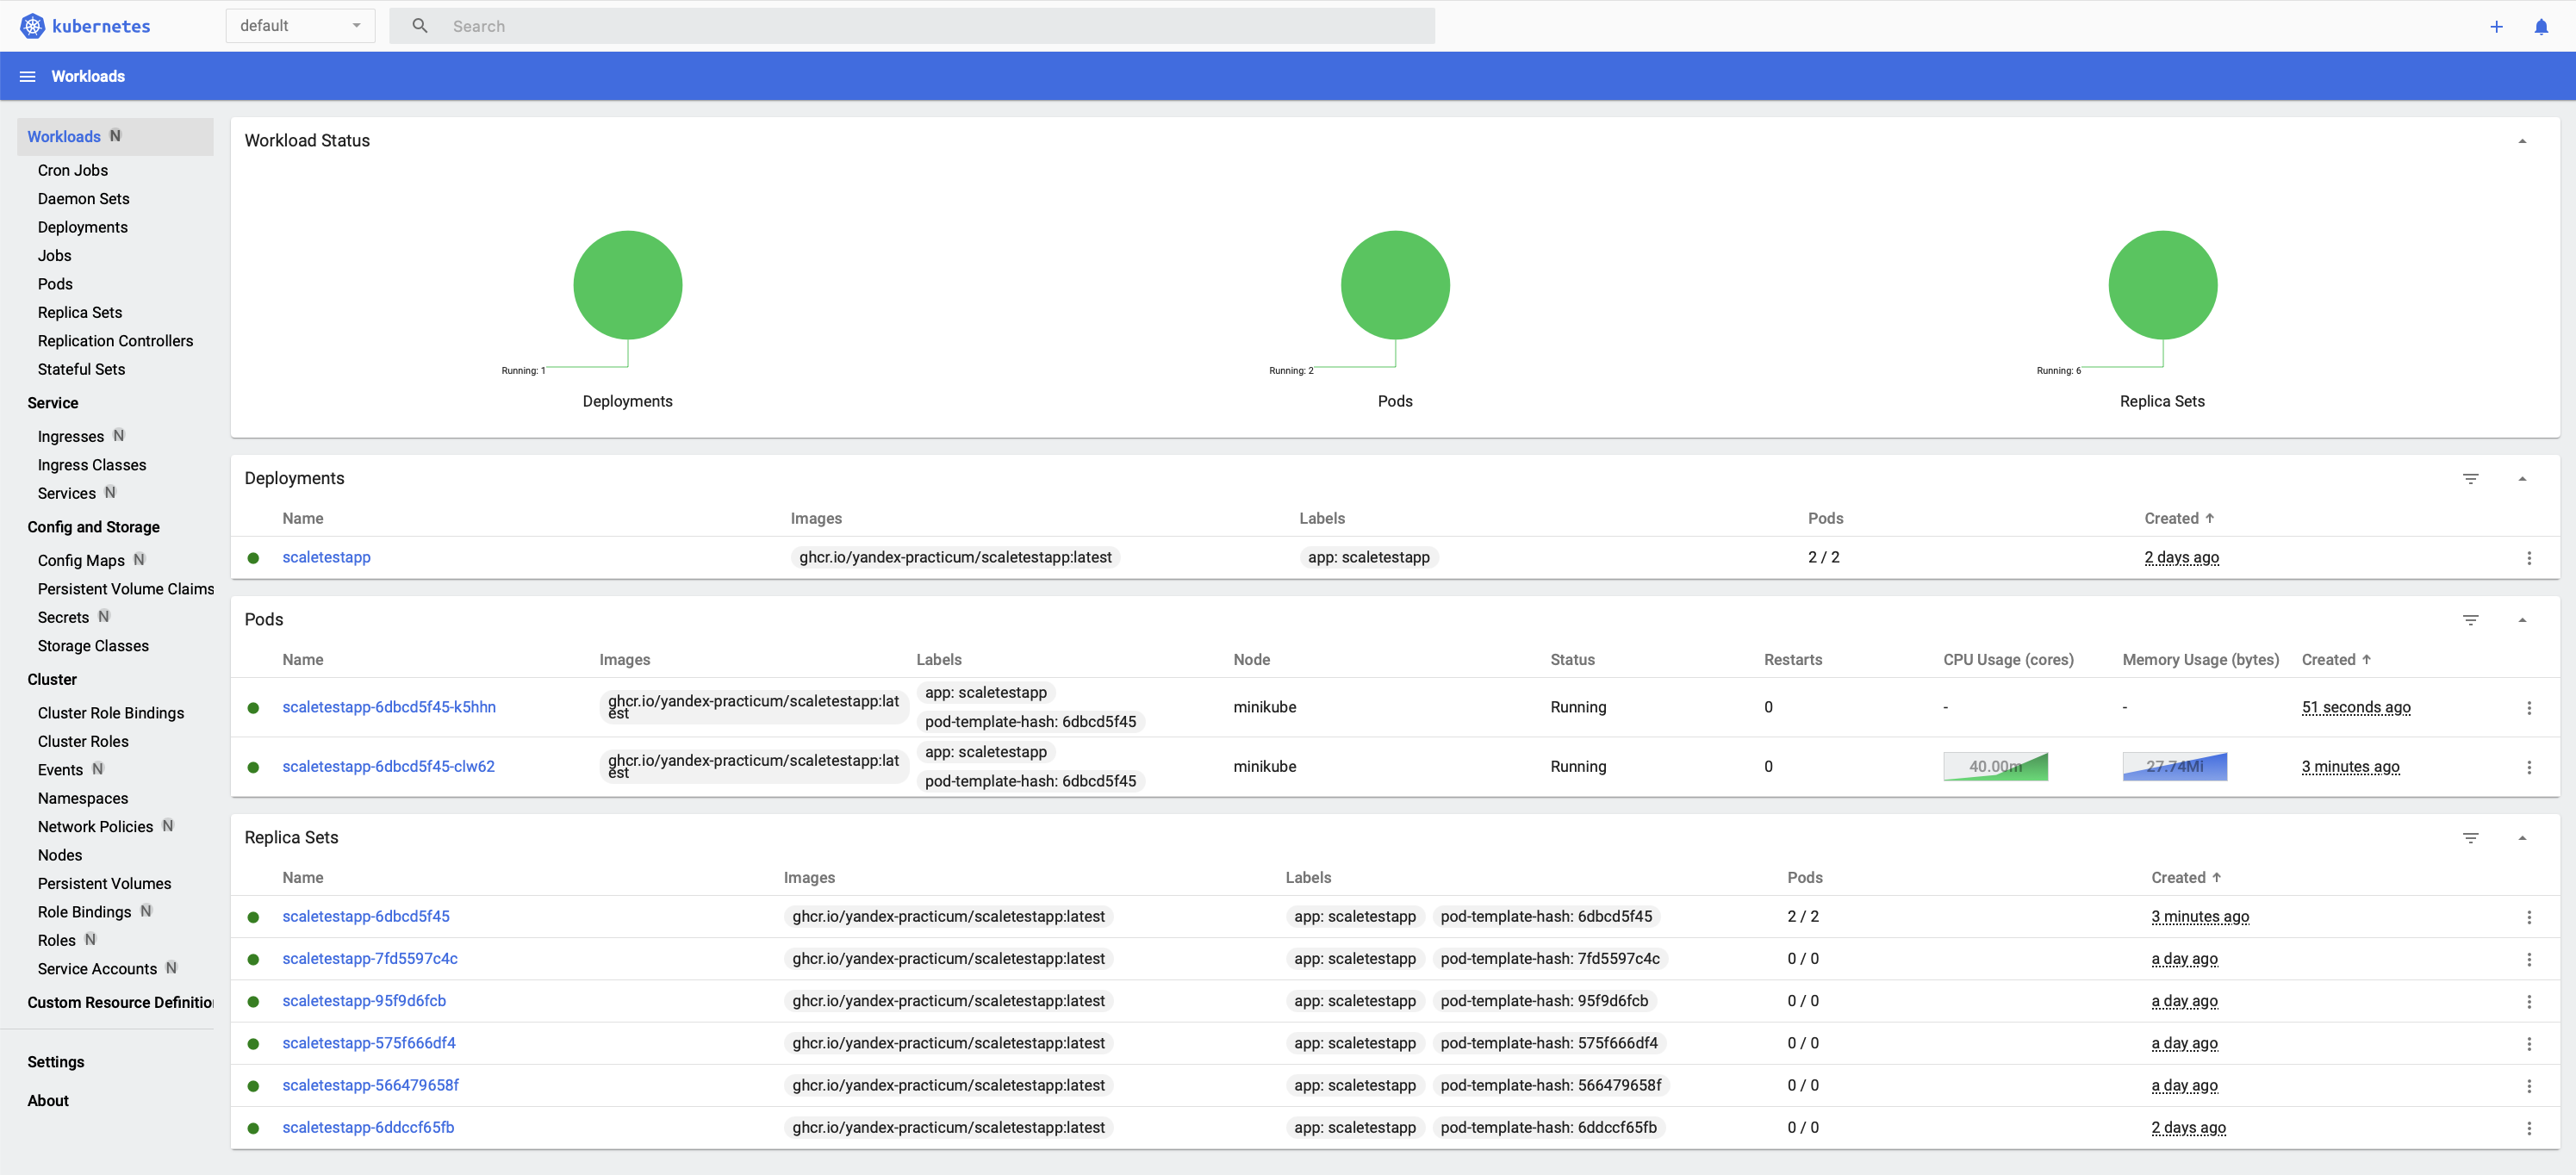 kubernetes
default
Search
Workloads
Workloads N
Cron Jobs
Daemon Sets
Deployments
Jobs
Pods
Replica Sets
Replication Controllers
Stateful Sets
Service
Ingresses N
Ingress Classes
Services N
Config and Storage
Config Maps N
Persistent Volume Claims
Secrets N
Storage Classes
Cluster
Cluster Role Bindings
Cluster Roles
Events N
Namespaces
Network Policies N
Nodes
Persistent Volumes
Role Bindings N
Roles N
Service Accounts N
Custom Resource Definitio
Settings
About
Workload Status
Running: 1
Deployments
Running: 2
Pods
Running: 6
Replica Sets
Deployments
Name Images Labels Pods Created
scaletestapp ghcr.io/yandex-practicum/scaletestapp:latest app: scaletestapp 2 / 2 2 days ago
Pods
Name Images Labels Node Status Restarts CPU Usage (cores) Memory Usage (bytes) Created
scaletestapp-6dbcd5f45-k5hhn ghcr.io/yandex-practicum/scaletestapp:lat
est app: scaletestapp
pod-template-hash: 6dbcd5f45 minikube Running 0 - - 51 seconds ago
scaletestapp-6dbcd5f45-clw62 ghcr.io/yandex-practicum/scaletestapp:lat
est app: scaletestapp
pod-template-hash: 6dbcd5f45 minikube Running 0 40.00m 27.74Mi 3 minutes ago
Replica Sets
Name Images Labels Pods Created
scaletestapp-6dbcd5f45 ghcr.io/yandex-practicum/scaletestapp:latest app: scaletestapp pod-template-hash: 6dbcd5f45 2 / 2 3 minutes ago
scaletestapp-7fd5597c4c ghcr.io/yandex-practicum/scaletestapp:latest app: scaletestapp pod-template-hash: 7fd5597c4c 0 / 0 a day ago
scaletestapp-95f9d6fcb ghcr.io/yandex-practicum/scaletestapp:latest app: scaletestapp pod-template-hash: 95f9d6fcb 0 / 0 a day ago
scaletestapp-575f666df4 ghcr.io/yandex-practicum/scaletestapp:latest app: scaletestapp pod-template-hash: 575f666df4 0 / 0 a day ago
scaletestapp-566479658f ghcr.io/yandex-practicum/scaletestapp:latest app: scaletestapp pod-template-hash: 566479658f 0 / 0 a day ago
scaletestapp-6ddccf65fb ghcr.io/yandex-practicum/scaletestapp:latest app: scaletestapp pod-template-hash: 6ddccf65fb 0 / 0 2 days ago